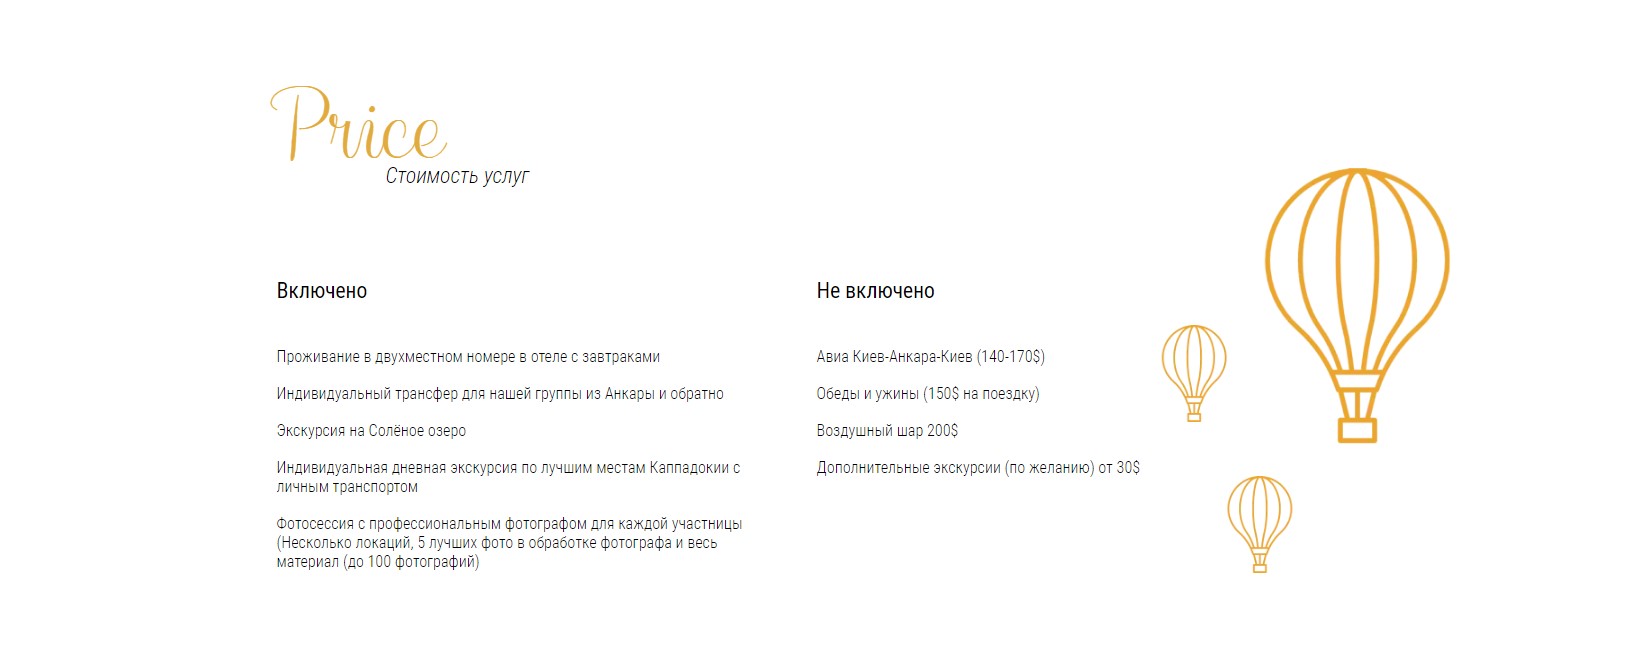 Price
Стоимость услуг
Включено
Проживание в двухместном номере в отеле с завтраками
Индивидуальный трансфер для нашей группы из Анкары и обратно
Экскурсия на Солёное озеро
Индивидуальная дневная экскурсия по лучшим местам Каппадокии с
личным транспортом
Фотосессия с профессиональным фотографом для каждой участницы
(Несколько локаций, 5 лучших фото в обработке фотографа и весь
материал (до 100 фотографий)
Не включено
Авиа Киев-Анкара-Киев (140-170$)
Обеды и ужины (150$ на поездку)
Воздушный шар 200$
Дополнительные экскурсии (по желанию) от 30$